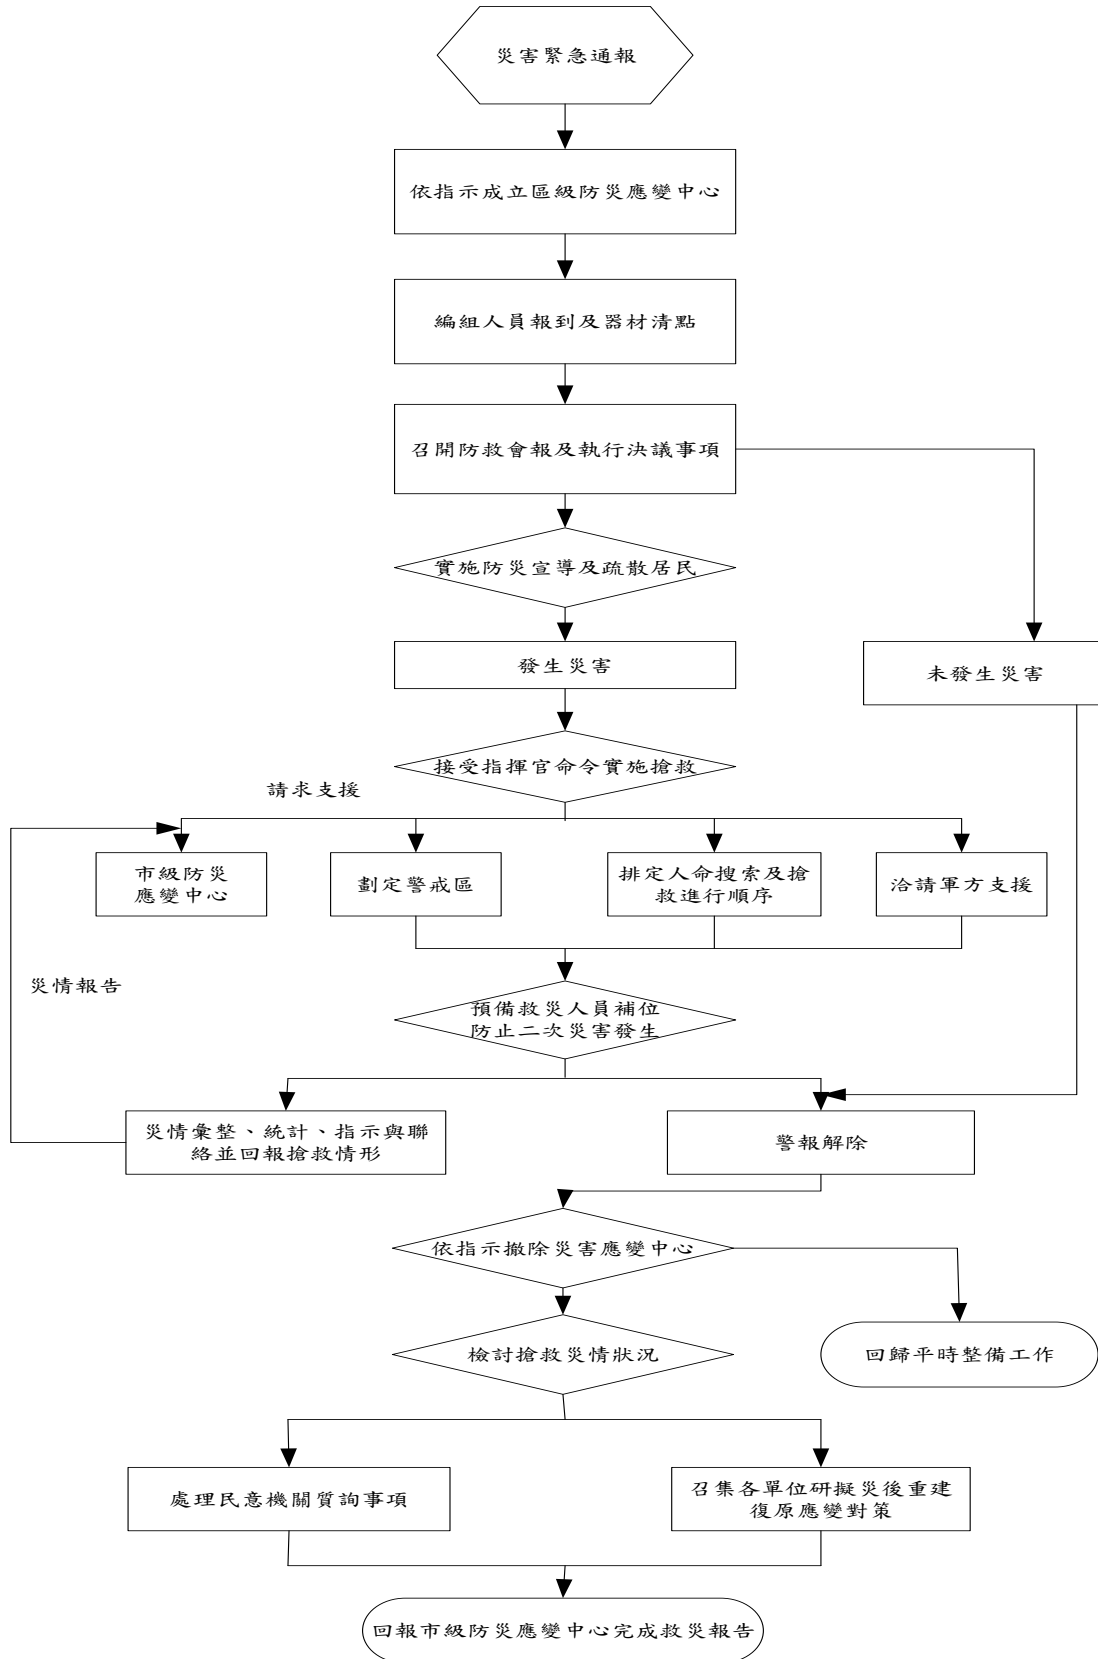 災害緊急通報
依指示成立區級防災應變中心
編組人員報到及器材清點
召開防救會報及執行決議事項
實施防災宣導及疏散居民
發生災害
未發生災害
接受指揮官命令實施搶救
請求支援
市級防災
應變中心
劃定警戒區
排定人命搜索及搶
救進行順序
洽請軍方支援
災情報告
預備救災人員補位
防止二次災害發生
災情彙整、統計、指示與聯
絡並回報搶救情形
警報解除
依指示撤除災害應變中心
檢討搶救災情狀況
回歸平時整備工作
處理民意機關質詢事項
召集各單位研擬災後重建
復原應變對策
回報市級防災應變中心完成救災報告